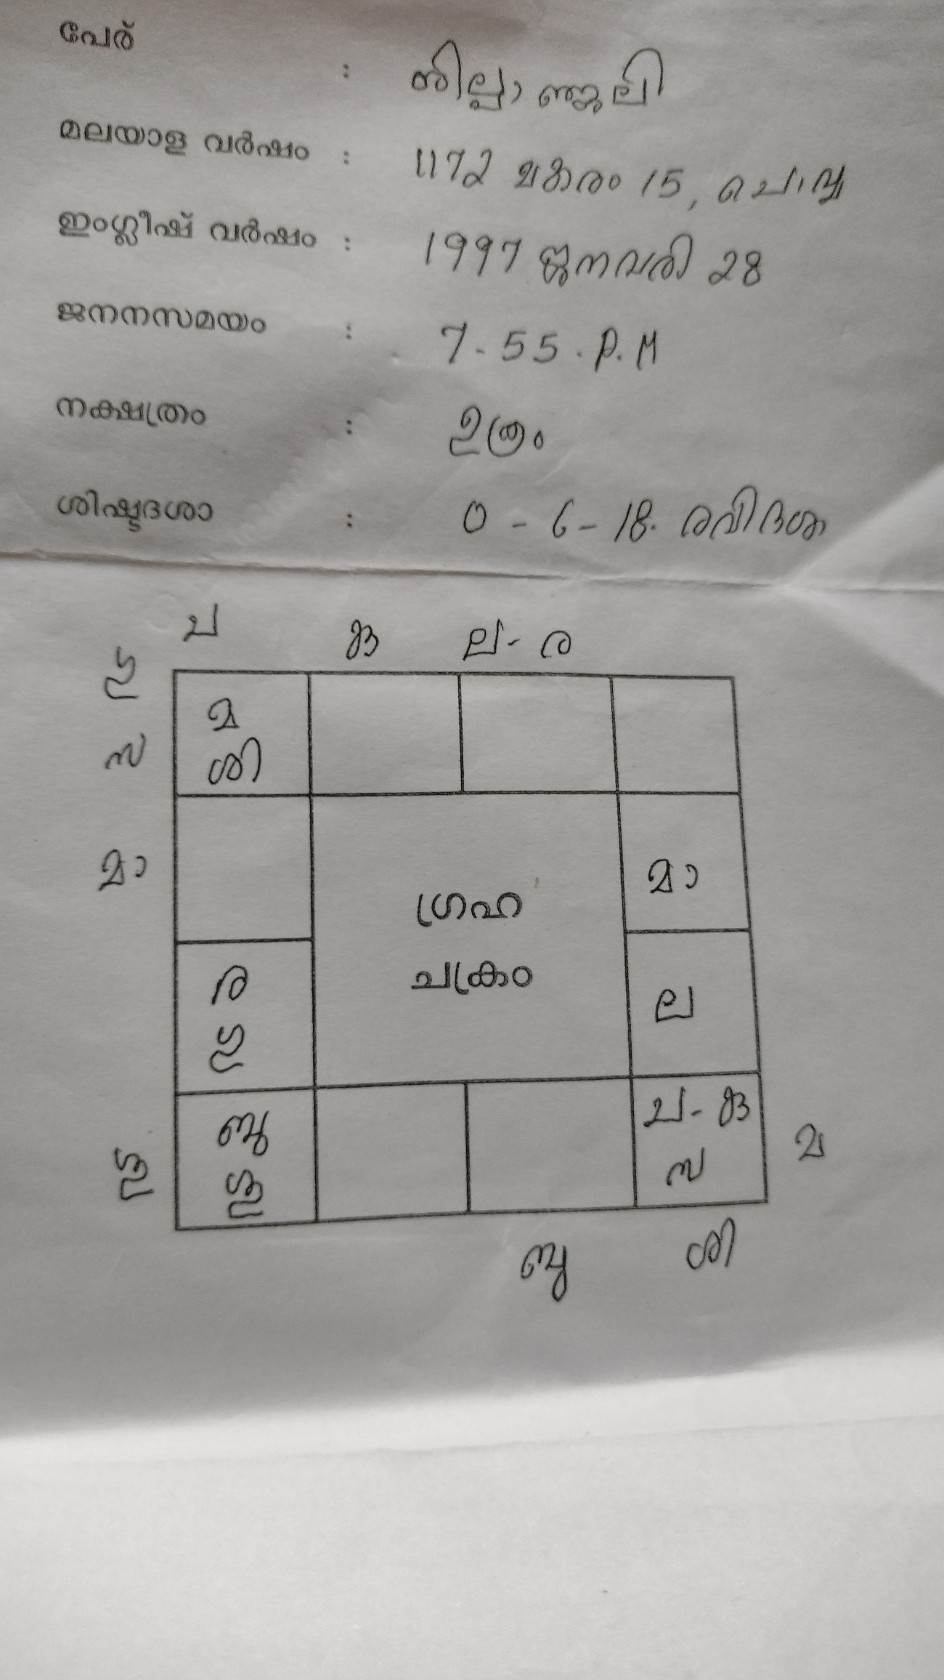 പേര് :
മലയാള വർഷം : 1172 മകരം 15, ചൊവ്വ
ഇംഗ്ലീഷ് വർഷം : 1997 ജനവരി 28
ജനനസമയം : 7-55.P.M
നക്ഷത്രം : ഉത്രം
ശിഷ്ടദശാ : 0-6-18. രവിദശ
ച കു ല-ര
ഗു
മ
സ
ശി
മാ
മാ
ഗ്രഹ
ചക്രം
ര
ഗു
ല
ച-കു
ബു
സ
മ
ശു
ശു
ബു
ശി